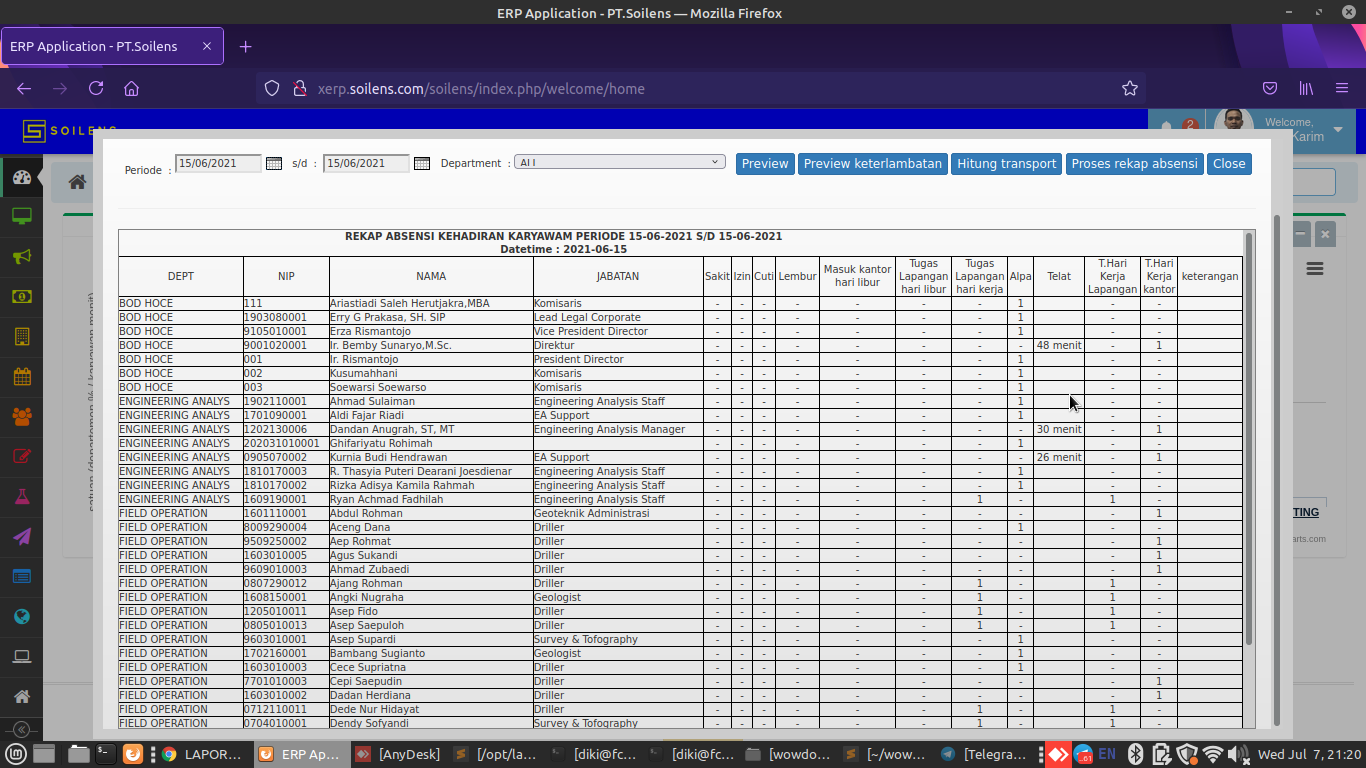 ERP Application - PT.Soilens — Mozilla Firefox
ERP Application - PT.Soilens
xerp.soilens.com/soilens/index.php/welcome/home
SOILENS
2
Welcome,
Karim
Periode : 15/06/2021 s/d : 15/06/2021 Department : All Preview Preview keterlambatan Hitung transport Proses rekap absensi Close
REKAP ABSENSI KEHADIRAN KARYAWAM PERIODE 15-06-2021 S/D 15-06-2021
Datetime : 2021-06-15
DEPT NIP NAMA JABATAN Sakit Izin Cuti Lembur Masuk kantor hari libur Tugas Lapangan hari libur Tugas Lapangan hari kerja Alpa Telat T.Hari Kerja Lapangan T.Hari Kerja kantor keterangan
BOD HOCE 111 Ariastiadi Saleh Herutjakra,MBA Komisaris - - - - - - - 1 - -
BOD HOCE 1903080001 Erry G Prakasa, SH. SIP Lead Legal Corporate - - - - - - - 1 - -
BOD HOCE 9105010001 Erza Rismantojo Vice President Director - - - - - - - 1 - -
BOD HOCE 9001020001 Ir. Bemby Sunaryo,M.Sc. Direktur - - - - - - - - 48 menit - 1
BOD HOCE 001 Ir. Rismantojo President Director - - - - - - - 1 - -
BOD HOCE 002 Kusumahhani Komisaris - - - - - - - 1 - -
BOD HOCE 003 Soewarsi Soewarso Komisaris - - - - - - - 1 - -
ENGINEERING ANALYS 1902110001 Ahmad Sulaiman Engineering Analysis Staff - - - - - - - 1 - -
ENGINEERING ANALYS 1701090001 Aldi Fajar Riadi EA Support - - - - - - - 1 - -
ENGINEERING ANALYS 1202130006 Dandan Anugrah, ST, MT Engineering Analysis Manager - - - - - - - - 30 menit - 1
ENGINEERING ANALYS 202031010001 Ghifariyatu Rohimah - - - - - - - 1 - -
ENGINEERING ANALYS 0905070002 Kurnia Budi Hendrawan EA Support - - - - - - - - 26 menit - 1
ENGINEERING ANALYS 1810170003 R. Thasyia Puteri Dearani Joesdienar Engineering Analysis Staff - - - - - - - 1 - -
ENGINEERING ANALYS 1810170002 Rizka Adisya Kamila Rahmah Engineering Analysis Staff - - - - - - - 1 - -
ENGINEERING ANALYS 1609190001 Ryan Achmad Fadhilah Engineering Analysis Staff - - - - - - 1 - 1 -
FIELD OPERATION 1601110001 Abdul Rohman Geoteknik Administrasi - - - - - - - - - 1
FIELD OPERATION 8009290004 Aceng Dana Driller - - - - - - - 1 - -
FIELD OPERATION 9509250002 Aep Rohmat Driller - - - - - - - - - 1
FIELD OPERATION 1603010005 Agus Sukandi Driller - - - - - - - - - 1
FIELD OPERATION 9609010003 Ahmad Zubaedi Driller - - - - - - - - - 1
FIELD OPERATION 0807290012 Ajang Rohman Driller - - - - - - 1 - 1 -
FIELD OPERATION 1608150001 Angki Nugraha Geologist - - - - - - 1 - 1 -
FIELD OPERATION 1205010011 Asep Fido Driller - - - - - - 1 - 1 -
FIELD OPERATION 0805010013 Asep Saepuloh Driller - - - - - - 1 - 1 -
FIELD OPERATION 9603010001 Asep Supardi Survey & Tofography - - - - - - - 1 - -
FIELD OPERATION 1702160001 Bambang Sugianto Geologist - - - - - - - 1 - -
FIELD OPERATION 1603010003 Cece Supriatna Driller - - - - - - - 1 - -
FIELD OPERATION 7701010003 Cepi Saepudin Driller - - - - - - - - - 1
FIELD OPERATION 1603010002 Dadan Herdiana Driller - - - - - - - - - 1
FIELD OPERATION 0712110011 Dede Nur Hidayat Driller - - - - - - 1 - 1 -
FIELD OPERATION 0704010001 Dendy Sofyandi Survey & Tofography - - - - - - 1 - 1 -
TING
arts.com
LAPOR... ERP Ap... [AnyDesk] [/opt/la... [diki@fc... [diki@fc... [wowdo... [~/wow... [Telegra... EN Wed Jul 7, 21:20